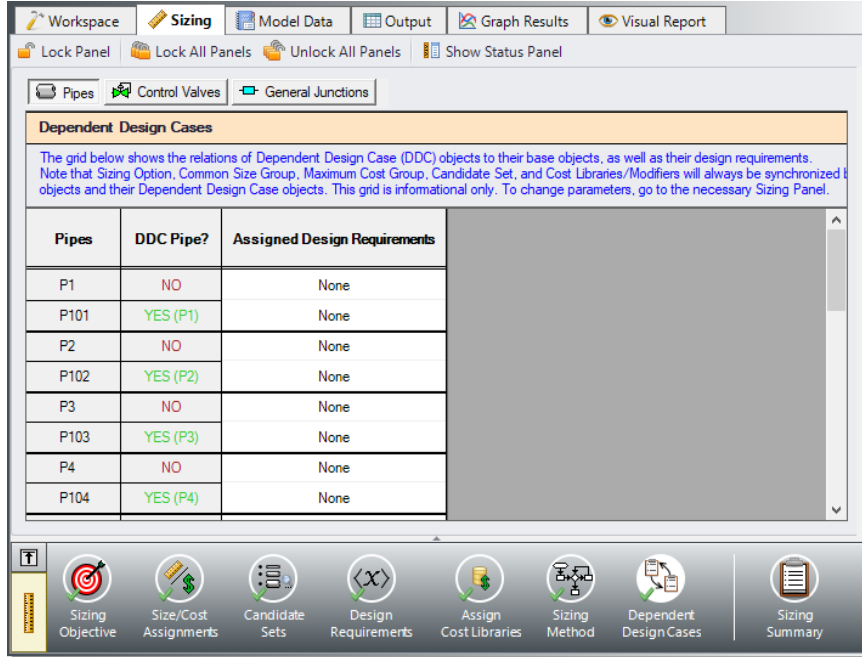 Workspace Sizing Model Data Output Graph Results Visual Report
Lock Panel Lock All Panels Unlock All Panels Show Status Panel
Pipes Control Valves General Junctions
Dependent Design Cases
The grid below shows the relations of Dependent Design Case (DDC) objects to their base objects, as well as their design requirements.
Note that Sizing Option, Common Size Group, Maximum Cost Group, Candidate Set, and Cost Libraries/Modifiers will always be synchronized
objects and their Dependent Design Case objects. This grid is informational only. To change parameters, go to the necessary Sizing Panel.
Pipes DDC Pipe? Assigned Design Requirements
P1 NO None
P101 YES (P1) None
P2 NO None
P102 YES (P2) None
P3 NO None
P103 YES (P3) None
P4 NO None
P104 YES (P4) None
Sizing Objective Size/Cost Assignments Candidate Sets ⟨x⟩ Design Requirements $ Assign Cost Libraries Sizing Method Dependent Design Cases Sizing Summary